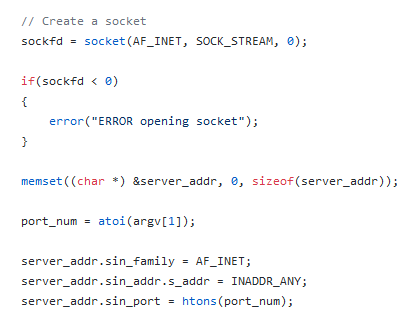 // Create a socket
sockfd = socket(AF_INET, SOCK_STREAM, 0);
if(sockfd < 0)
{
    error("ERROR opening socket");
}
memset((char *) &server_addr, 0, sizeof(server_addr));
port_num = atoi(argv[1]);
server_addr.sin_family = AF_INET;
server_addr.sin_addr.s_addr = INADDR_ANY;
server_addr.sin_port = htons(port_num);